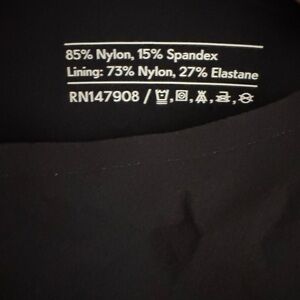 85% Nylon, 15% Spandex
Lining: 73% Nylon, 27% Elastane
RN147908 /